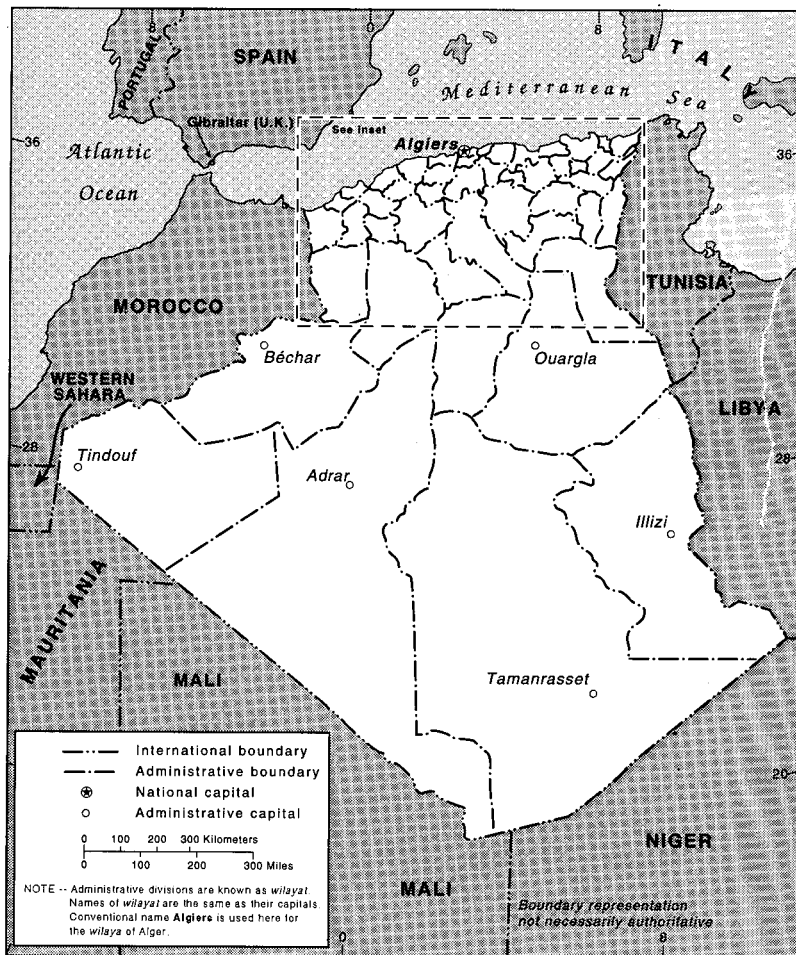 0
8
PORTUGAL
SPAIN
ITALY
Mediterranean
Sea
Gibraltar (U.K.)
See Inset
36
Algiers
36
Atlantic
Ocean
MOROCCO
TUNISIA
Béchar
Ouargla
WESTERN
SAHARA
LIBYA
28
Tindouf
Adrar
28
Illizi
MAURITANIA
MALI
Tamanrasset
International boundary
Administrative boundary
National capital
Administrative capital
20
0 100 200 300 Kilometers
0 100 200 300 Miles
NIGER
NOTE -- Administrative divisions are known as wilayat.
Names of wilayat are the same as their capitals.
Conventional name Algiers is used here for
the wilaya of Alger.
MALI
Boundary representation
not necessarily authoritative
0
8